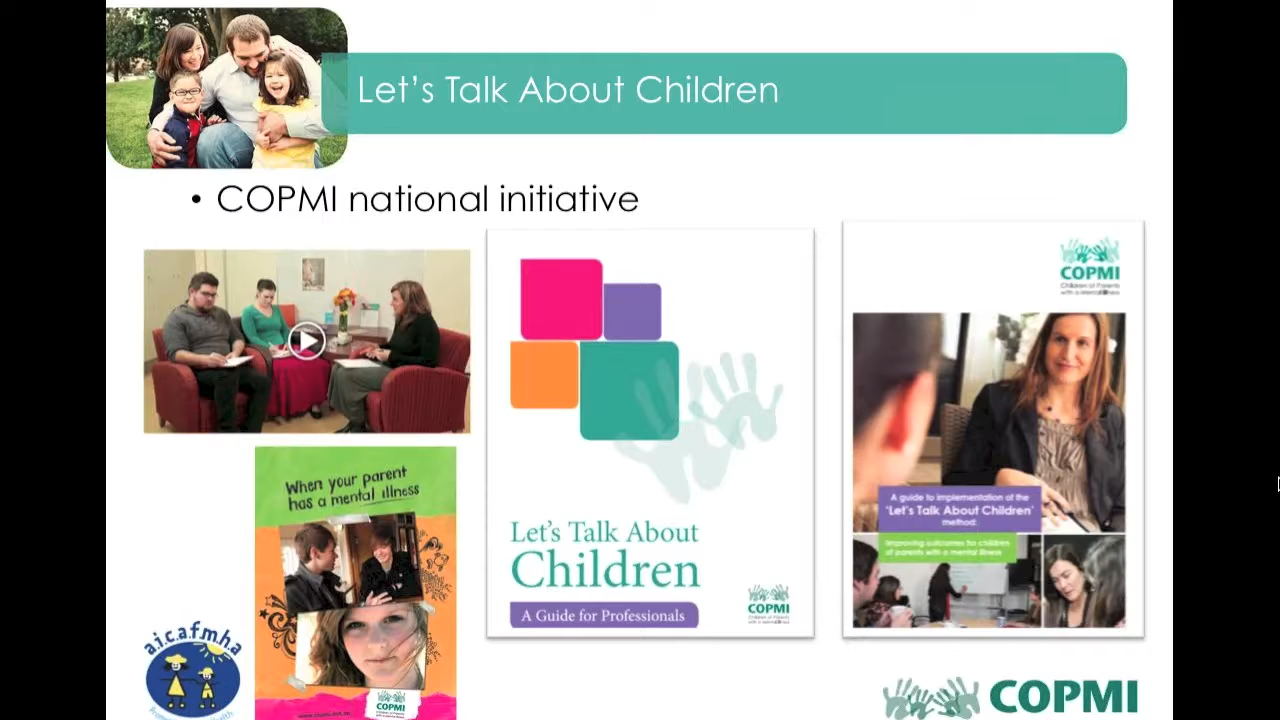 Let's Talk About Children
• COPMI national initiative
COPMI
Children of Parents
with a Mental Illness
When your parent
has a mental illness
Let's Talk About
Children
A Guide for Professionals
COPMI
A guide to implementation of the
'Let's Talk About Children'
method:
Improving outcomes for children
of parents with a mental illness
a.i.c.a.f.m.h.a
COPMI
COPMI